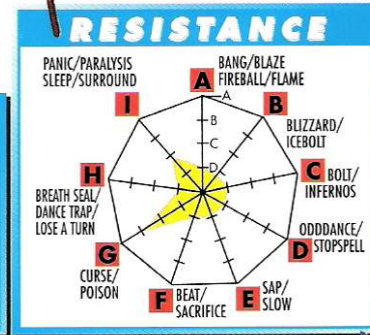 RESISTANCE
PANIC/PARALYSIS
SLEEP/SURROUND
BANG/BLAZE
FIREBALL/FLAME
A
I
B
A
B
C
D
BLIZZARD/
ICEBOLT
H
C
BOLT/
INFERNOS
BREATH SEAL/
DANCE TRAP/
LOSE A TURN
G
D
ODDDANCE/
STOPSPELL
CURSE/
POISON
F
BEAT/
SACRIFICE
E
SAP/
SLOW